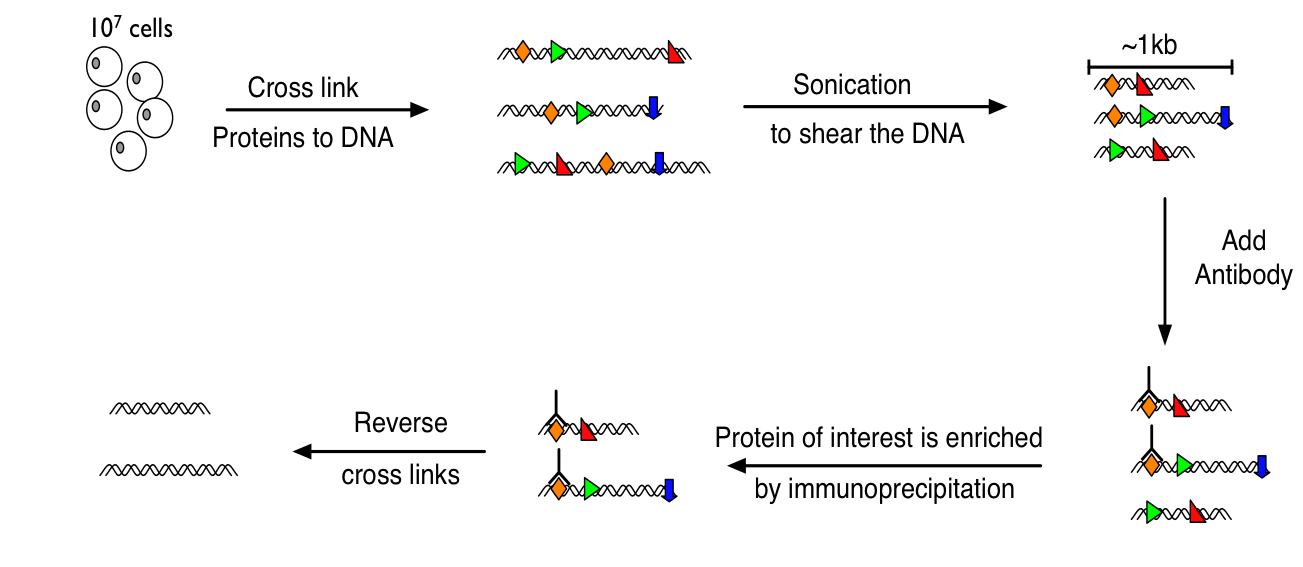 10⁷ cells
Cross link
Proteins to DNA
Sonication
to shear the DNA
~1kb
Add
Antibody
Protein of interest is enriched
by immunoprecipitation
Reverse
cross links